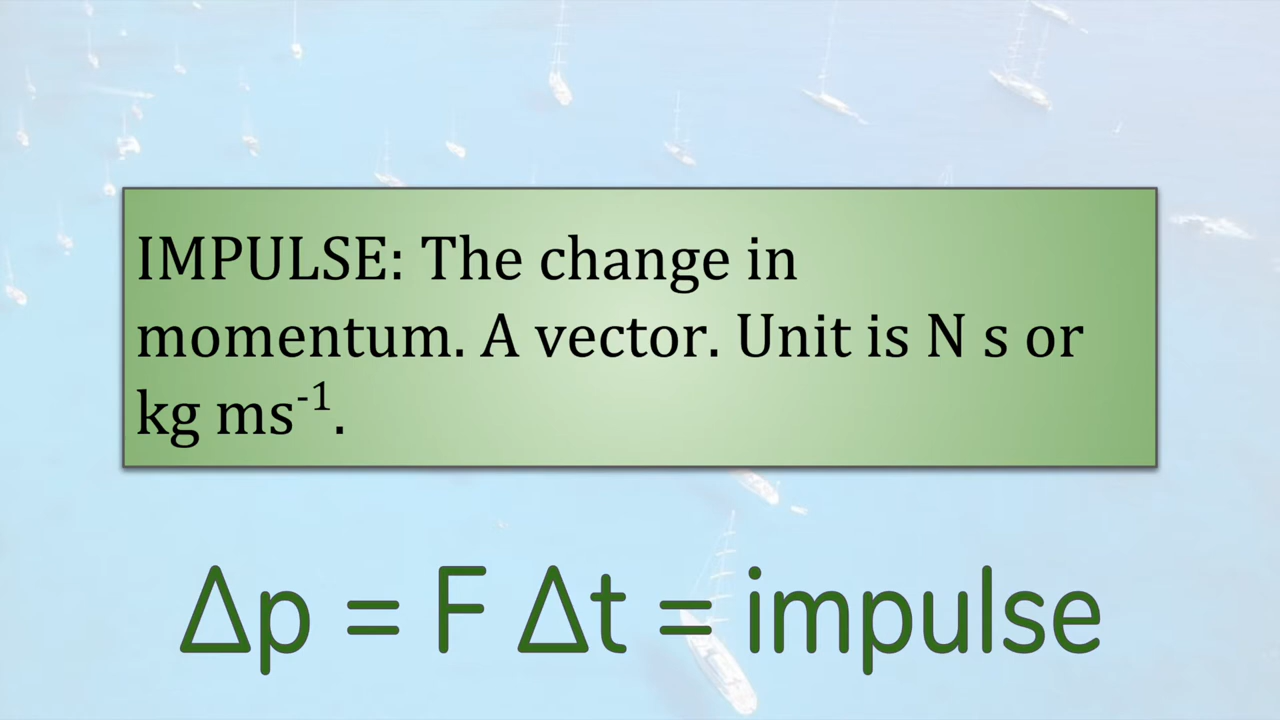 IMPULSE: The change in
momentum. A vector. Unit is N s or
kg ms⁻¹.
Δp = F Δt = impulse